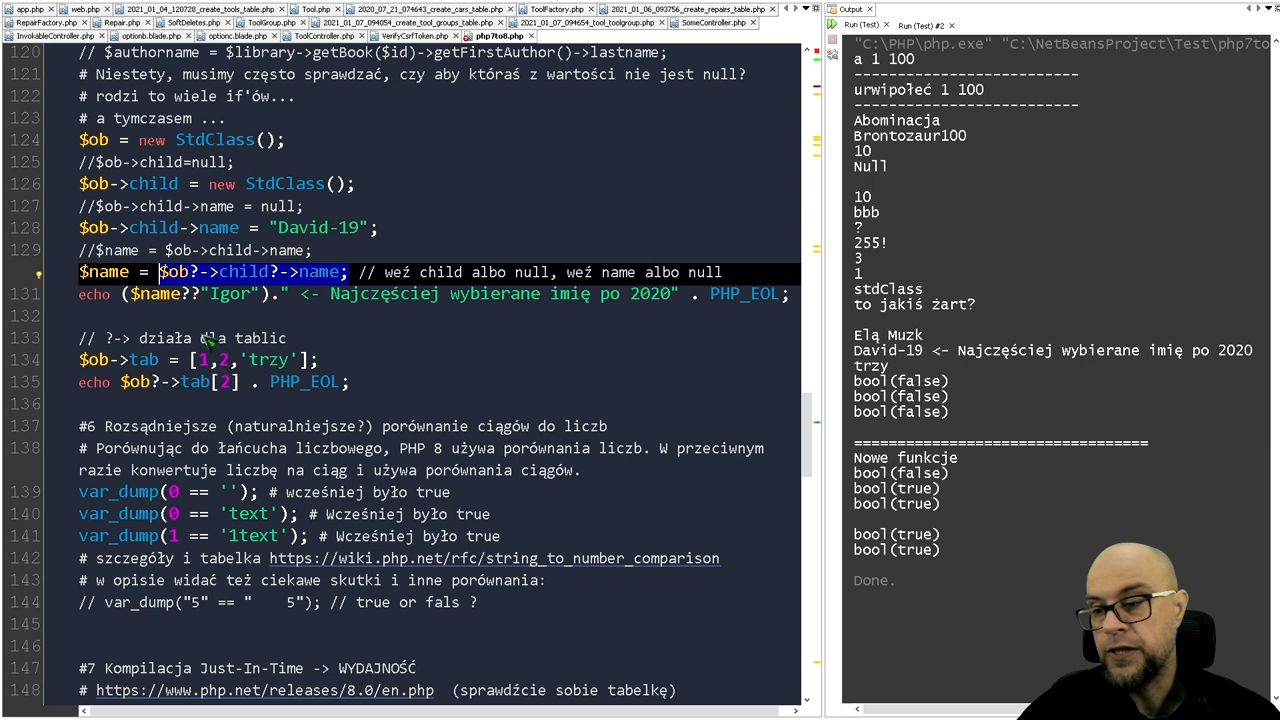 app.php
web.php
2021_01_04_120728_create_tools_table.php
Tool.php
2020_07_21_074643_create_cars_table.php
ToolFactory.php
2021_01_06_093756_create_repairs_table.php
RepairFactory.php
Repair.php
SoftDeletes.php
ToolGroup.php
2021_01_07_094054_create_tool_groups_table.php
2021_01_07_094654_tool_toolgroup.php
SomeController.php
InvokableController.php
optionb.blade.php
optionc.blade.php
ToolController.php
VerifyCsrfToken.php
php7to8.php
120 // $authorname = $library->getBook($id)->getFirstAuthor()->lastname;
121 # Niestety, musimy często sprawdzać, czy aby któraś z wartości nie jest null?
122 # rodzi to wiele if'ów...
123 # a tymczasem ...
124 $ob = new StdClass();
125 //$ob->child=null;
126 $ob->child = new StdClass();
127 //$ob->child->name = null;
128 $ob->child->name = "David-19";
129 //$name = $ob->child->name;
$name = $ob?->child?->name; // weź child albo null, weź name albo null
131 echo ($name??"Igor")." <- Najczęściej wybierane imię po 2020" . PHP_EOL;
132
133 // ?-> działa dla tablic
134 $ob->tab = [1,2,'trzy'];
135 echo $ob?->tab[2] . PHP_EOL;
136
137 #6 Rozsądniejsze (naturalniejsze?) porównanie ciągów do liczb
138 # Porównując do łańcucha liczbowego, PHP 8 używa porównania liczb. W przeciwnym
razie konwertuje liczbę na ciąg i używa porównania ciągów.
139 var_dump(0 == ''); # wcześniej było true
140 var_dump(0 == 'text'); # Wcześniej było true
141 var_dump(1 == '1text'); # Wcześniej było true
142 # szczegóły i tabelka https://wiki.php.net/rfc/string_to_number_comparison
143 # w opisie widać też ciekawe skutki i inne porównania:
144 // var_dump("5" == "    5"); // true or fals ?
145
146
147 #7 Kompilacja Just-In-Time -> WYDAJNOŚĆ
148 # https://www.php.net/releases/8.0/en.php  (sprawdźcie sobie tabelkę)
Output
Run (Test)
Run (Test) #2
"C:\PHP\php.exe" "C:\NetBeansProject\Test\php7to
a 1 100
--------------------------
urwipołeć 1 100
--------------------------
Abominacja
Brontozaur100
10
Null
10
bbb
?
255!
3
1
stdClass
to jakiś żart?
Elą Muzk
David-19 <- Najczęściej wybierane imię po 2020
trzy
bool(false)
bool(false)
bool(false)
==================================
Nowe funkcje
bool(false)
bool(true)
bool(true)
bool(true)
bool(true)
Done.